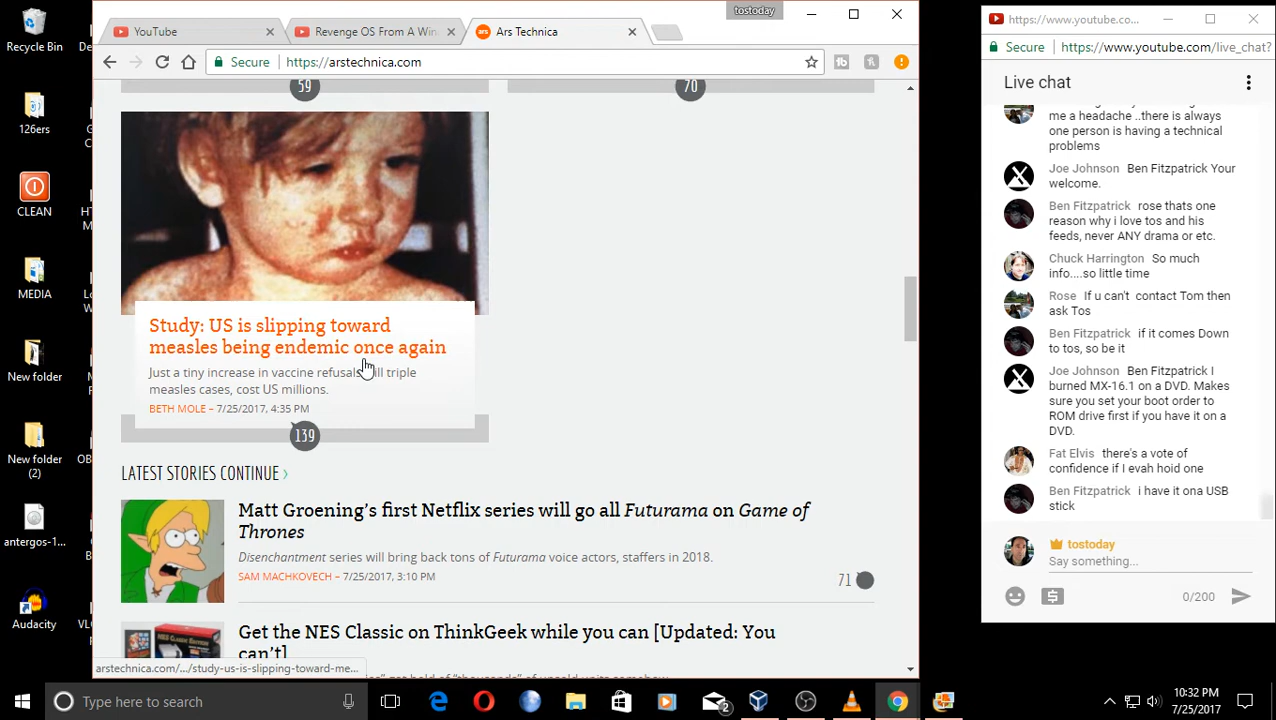 Recycle Bin
126ers
CLEAN
MEDIA
New folder
New folder
(2)
antergos-1...
Audacity
tostoday
YouTube
Revenge OS From A Win
Ars Technica
Secure
https://arstechnica.com
59
70
Study: US is slipping toward
measles being endemic once again
Just a tiny increase in vaccine refusals will triple
measles cases, cost US millions.
BETH MOLE – 7/25/2017, 4:35 PM
139
LATEST STORIES CONTINUE ›
Matt Groening's first Netflix series will go all Futurama on Game of
Thrones
Disenchantment series will bring back tons of Futurama voice actors, staffers in 2018.
SAM MACHKOVECH – 7/25/2017, 3:10 PM
71
Get the NES Classic on ThinkGeek while you can [Updated: You
can't]
arstechnica.com/.../study-us-is-slipping-toward-me...
https://www.youtube.co...
Secure
https://www.youtube.com/live_chat?
Live chat
me a headache ..there is always
one person is having a technical
problems
Joe Johnson Ben Fitzpatrick Your
welcome.
Ben Fitzpatrick rose thats one
reason why i love tos and his
feeds, never ANY drama or etc.
Chuck Harrington So much
info....so little time
Rose If u can't contact Tom then
ask Tos
Ben Fitzpatrick if it comes Down
to tos, so be it
Joe Johnson Ben Fitzpatrick I
burned MX-16.1 on a DVD. Makes
sure you set your boot order to
ROM drive first if you have it on a
DVD.
Fat Elvis there's a vote of
confidence if I evah hoid one
Ben Fitzpatrick i have it ona USB
stick
tostoday
Say something...
0/200
Type here to search
2
10:32 PM
7/25/2017